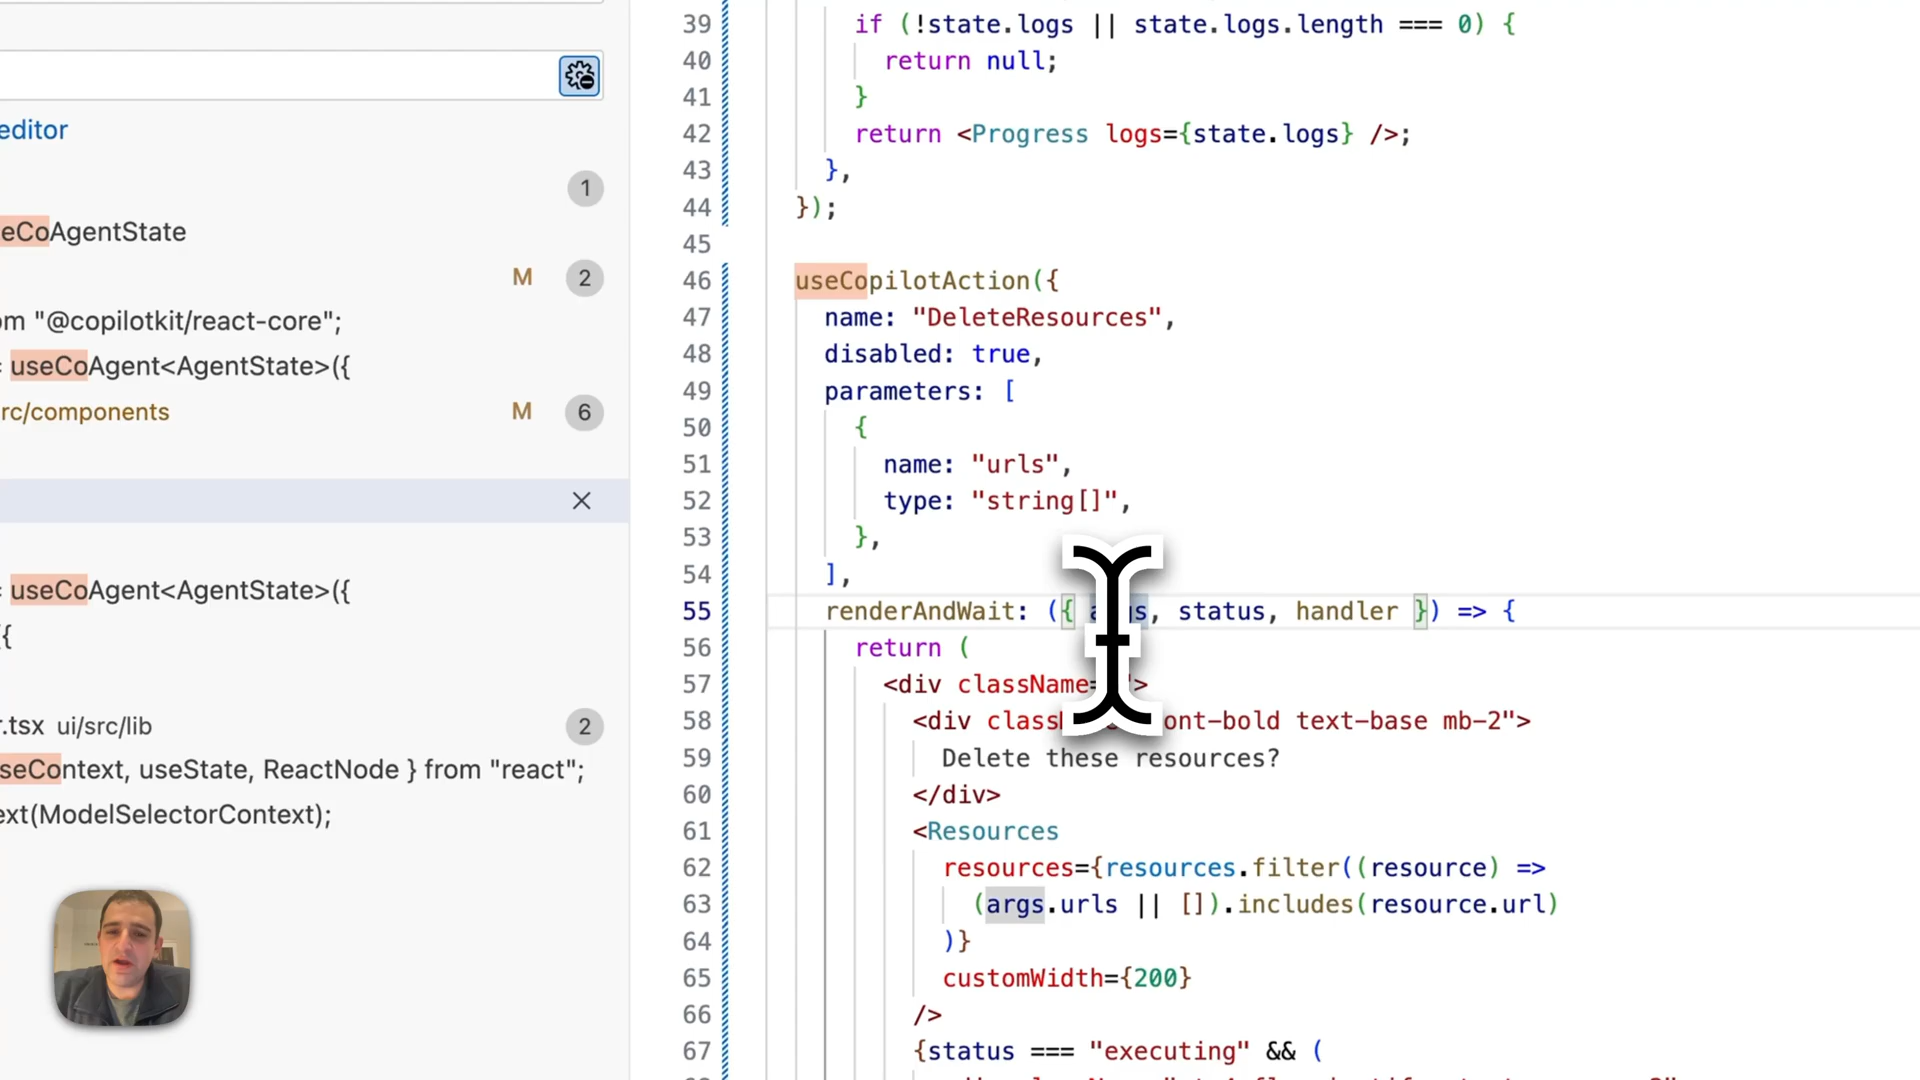 editor
1
eCoAgentState
M 2
om "@copilotkit/react-core";
useCoAgent<AgentState>({
rc/components M 6
useCoAgent<AgentState>({
{
r.tsx ui/src/lib 2
seContext, useState, ReactNode } from "react";
ext(ModelSelectorContext);
39 if (!state.logs || state.logs.length === 0) {
40 return null;
41 }
42 return <Progress logs={state.logs} />;
43 },
44 });
45
46 useCopilotAction({
47 name: "DeleteResources",
48 disabled: true,
49 parameters: [
50 {
51 name: "urls",
52 type: "string[]",
53 },
54 ],
55 renderAndWait: ({ args, status, handler }) => {
56 return (
57 <div className=">
58 <div class ont-bold text-base mb-2">
59 Delete these resources?
60 </div>
61 <Resources
62 resources={resources.filter((resource) =>
63 (args.urls || []).includes(resource.url)
64 )}
65 customWidth={200}
66 />
67 {status === "executing" && (